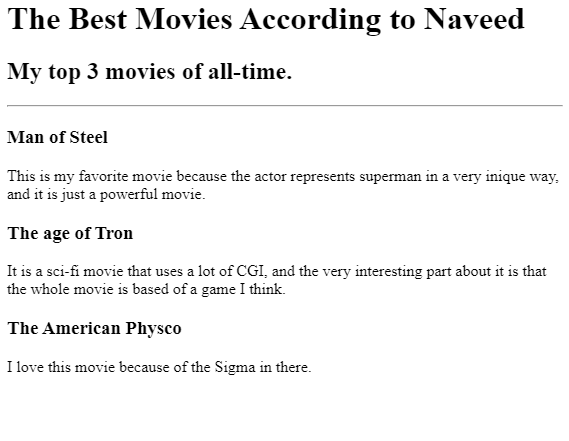 The Best Movies According to Naveed
My top 3 movies of all-time.
Man of Steel
This is my favorite movie because the actor represents superman in a very inique way,
and it is just a powerful movie.
The age of Tron
It is a sci-fi movie that uses a lot of CGI, and the very interesting part about it is that
the whole movie is based of a game I think.
The American Physco
I love this movie because of the Sigma in there.